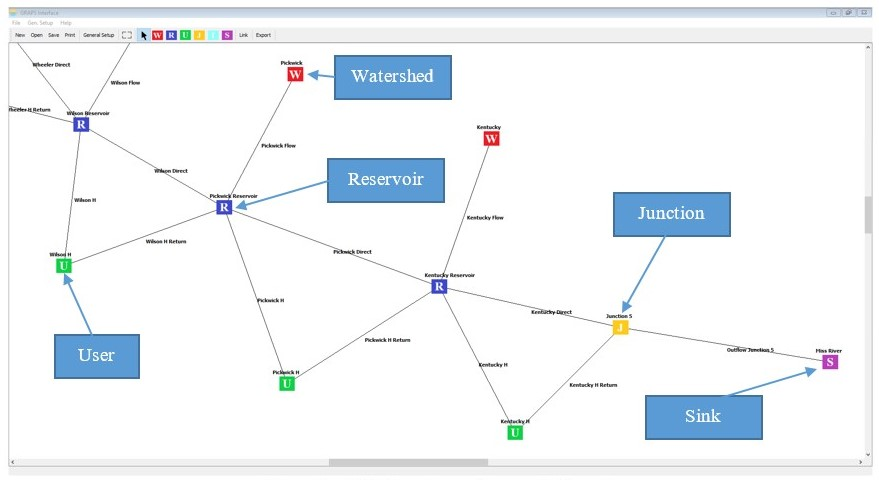 GRAPS Interface
File Gen. Setup Help
New Open Save Print General Setup W R U J I S Link Export
Wheeler Direct
Wilson Flow
Wheeler H Return
Wilson Reservoir
R
Pickwick
W
Watershed
Pickwick Flow
Kentucky
W
Wilson Direct
Reservoir
Wilson H
Pickwick Reservoir
R
Kentucky Flow
Junction
Wilson H Return
Wilson H
U
Pickwick Direct
Kentucky Reservoir
R
Pickwick H
Kentucky Direct
Junction 5
J
User
Pickwick H Return
Outflow Junction 5
Miss River
S
Pickwick H
U
Kentucky H
Kentucky H Return
Sink
Kentucky H
U